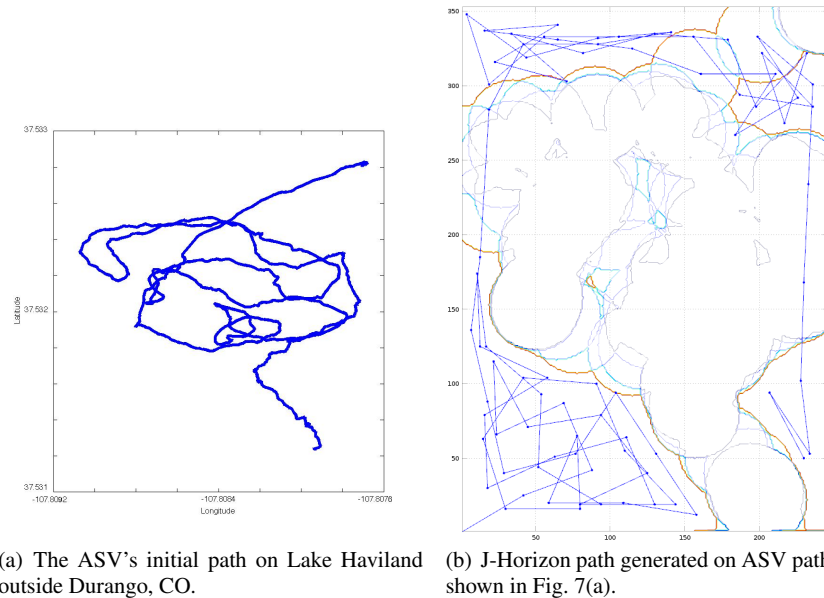 37.533
37.532
37.531
Latitude
-107.8092
-107.8084
-107.8078
Longitude
350
300
250
200
150
100
50
50
100
150
200
(a) The ASV's initial path on Lake Haviland
outside Durango, CO.
(b) J-Horizon path generated on ASV path
shown in Fig. 7(a).